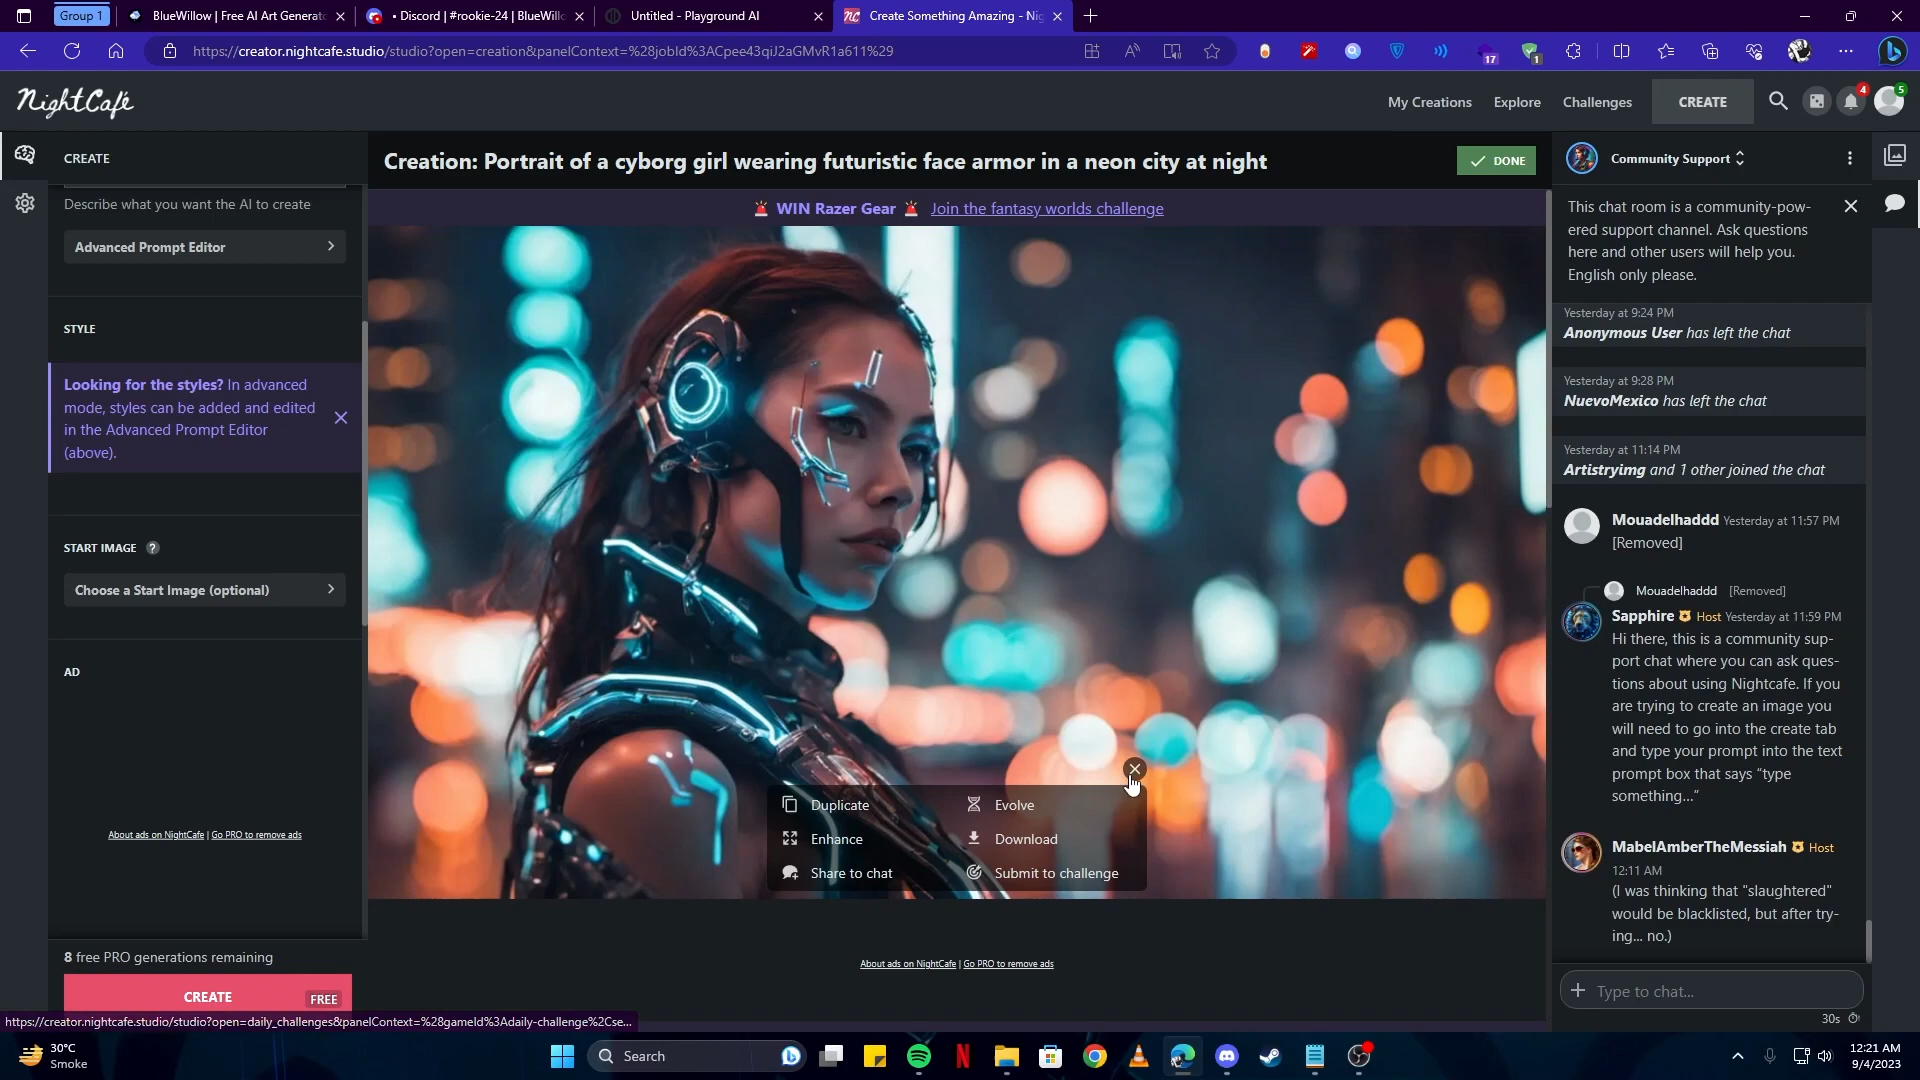 Group 1
BlueWillow | Free AI Art Generato
• Discord | #rookie-24 | BlueWillo
Untitled - Playground AI
Create Something Amazing - Nig
https://creator.nightcafe.studio/studio?open=creation&panelContext=%28jobId%3ACpee43qiJ2aGMvR1a611%29
17
1
NightCafé
My Creations
Explore
Challenges
CREATE
4
5
CREATE
Describe what you want the AI to create
Advanced Prompt Editor
STYLE
Looking for the styles? In advanced
mode, styles can be added and edited
in the Advanced Prompt Editor
(above).
START IMAGE ?
Choose a Start Image (optional)
AD
About ads on NightCafe | Go PRO to remove ads
8 free PRO generations remaining
CREATE
FREE
https://creator.nightcafe.studio/studio?open=daily_challenges&panelContext=%28gameId%3Adaily-challenge%2Cse...
Creation: Portrait of a cyborg girl wearing futuristic face armor in a neon city at night
DONE
WIN Razer Gear
Join the fantasy worlds challenge
Duplicate
Evolve
Enhance
Download
Share to chat
Submit to challenge
About ads on NightCafe | Go PRO to remove ads
Community Support
This chat room is a community-pow-
ered support channel. Ask questions
here and other users will help you.
English only please.
Yesterday at 9:24 PM
Anonymous User has left the chat
Yesterday at 9:28 PM
NuevoMexico has left the chat
Yesterday at 11:14 PM
Artistryimg and 1 other joined the chat
Mouadelhaddd Yesterday at 11:57 PM
[Removed]
Mouadelhaddd [Removed]
Sapphire Host Yesterday at 11:59 PM
Hi there, this is a community sup-
port chat where you can ask ques-
tions about using Nightcafe. If you
are trying to create an image you
will need to go into the create tab
and type your prompt into the text
prompt box that says "type
something..."
MabelAmberTheMessiah Host
12:11 AM
(I was thinking that "slaughtered"
would be blacklisted, but after try-
ing... no.)
Type to chat...
30s
30°C
Smoke
Search
12:21 AM
9/4/2023